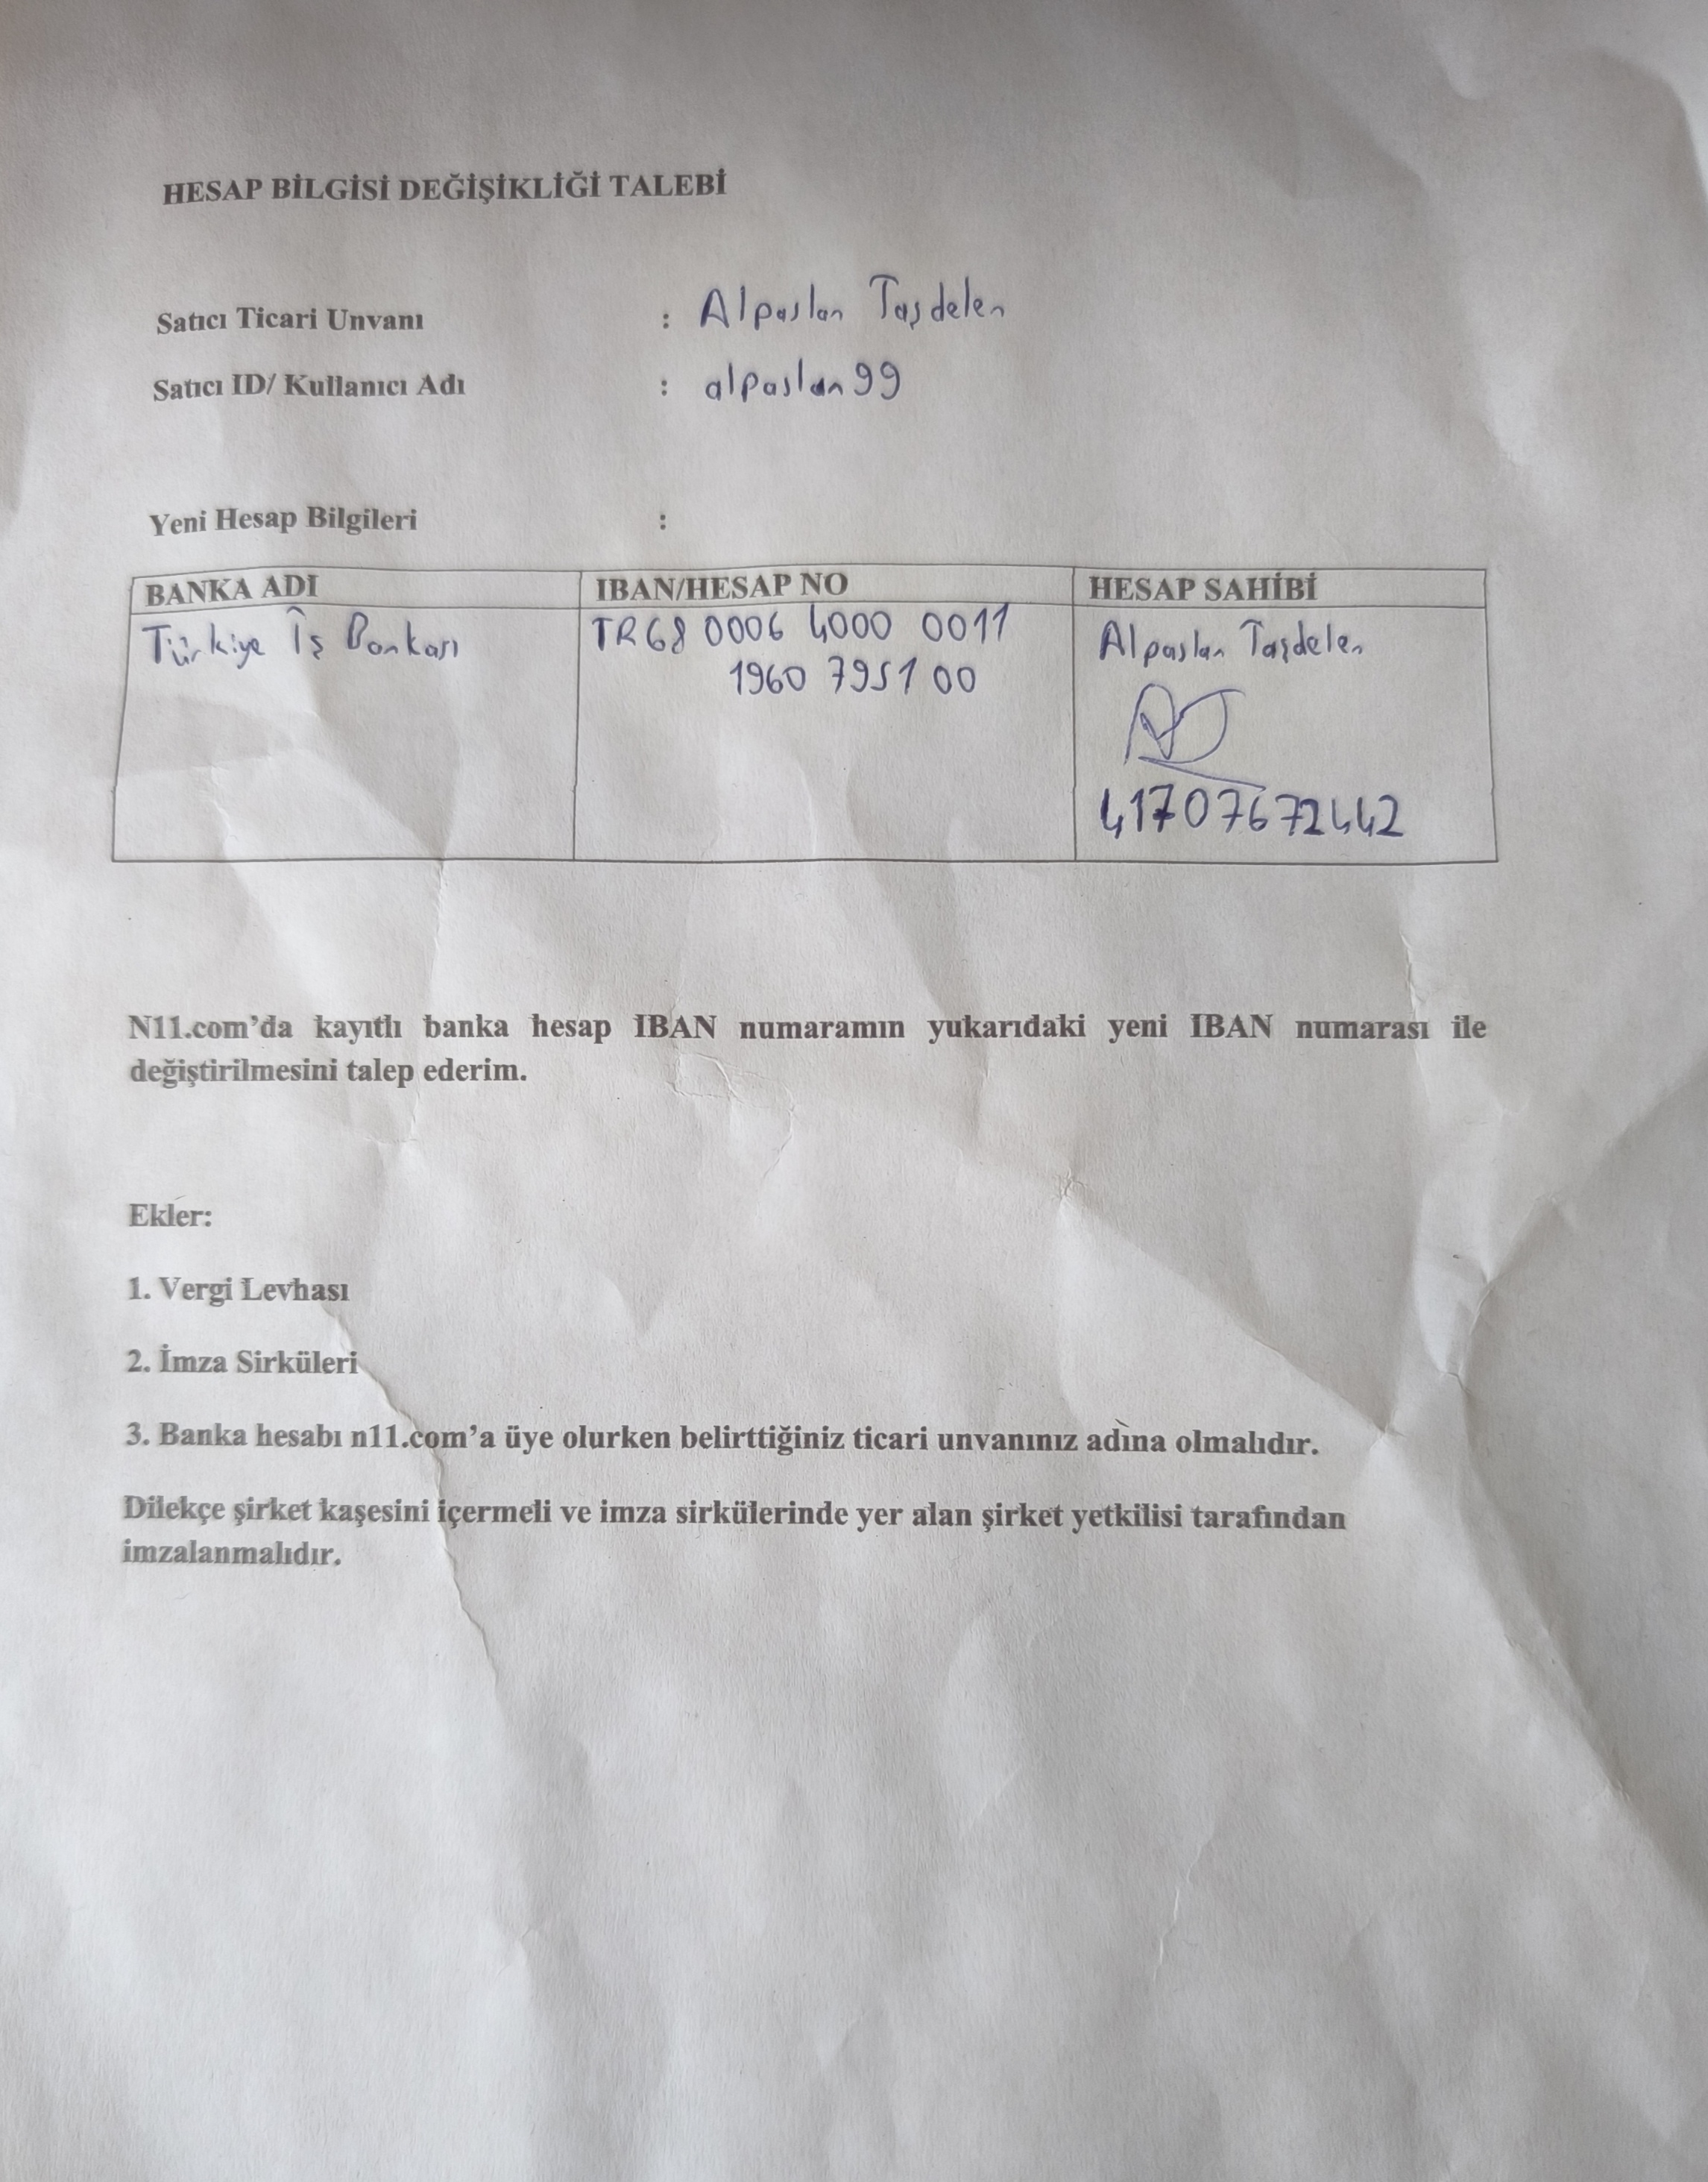 HESAP BİLGİSİ DEĞİŞİKLİĞİ TALEBİ
Satıcı Ticari Unvanı : Alpaslan Taşdelen
Satıcı ID/ Kullanıcı Adı : alpaslan99
Yeni Hesap Bilgileri :
BANKA ADI IBAN/HESAP NO HESAP SAHİBİ
Türkiye İş Bankası TR68 0006 4000 0011 Alpaslan Taşdelen
1960 7951 00
41707672442
N11.com’da kayıtlı banka hesap IBAN numaramın yukarıdaki yeni IBAN numarası ile
değiştirilmesini talep ederim.
Ekler:
1. Vergi Levhası
2. İmza Sirküleri
3. Banka hesabı n11.com’a üye olurken belirttiğiniz ticari unvanınız adına olmalıdır.
Dilekçe şirket kaşesini içermeli ve imza sirkülerinde yer alan şirket yetkilisi tarafından
imzalanmalıdır.